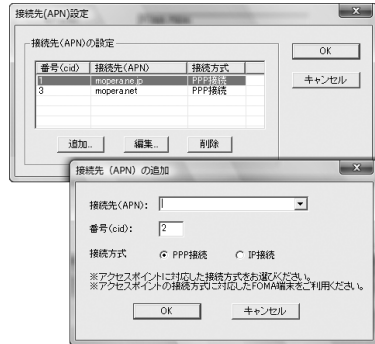 接続先(APN)設定
接続先(APN)の設定
番号(cid) 接続先(APN) 接続方式
1 mopera.ne.jp PPP接続
3 mopera.net PPP接続
追加... 編集... 削除
OK
キャンセル
接続先（APN）の追加
接続先(APN):
番号(cid): 2
接続方式 PPP接続 IP接続
※アクセスポイントに対応した接続方式をお選びください。
※アクセスポイントの接続方式に対応したFOMA端末をご利用ください。
OK キャンセル